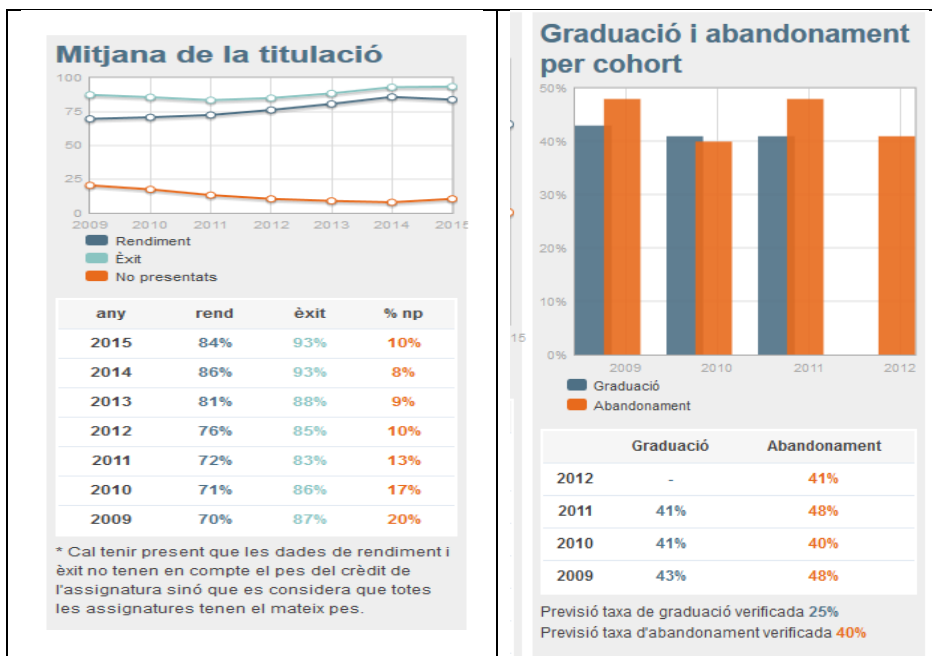 Mitjana de la titulació
100
75
50
25
0
2009 2010 2011 2012 2013 2014 2015
Rendiment
Èxit
No presentats
any rend èxit % np
2015 84% 93% 10%
2014 86% 93% 8%
2013 81% 88% 9%
2012 76% 85% 10%
2011 72% 83% 13%
2010 71% 86% 17%
2009 70% 87% 20%
* Cal tenir present que les dades de rendiment i
èxit no tenen en compte el pes del crèdit de
l'assignatura sinó que es considera que totes
les assignatures tenen el mateix pes.
Graduació i abandonament
per cohort
50%
40%
30%
20%
10%
0%
15
2009 2010 2011 2012
Graduació
Abandonament
Graduació Abandonament
2012 - 41%
2011 41% 48%
2010 41% 40%
2009 43% 48%
Previsió taxa de graduació verificada 25%
Previsió taxa d'abandonament verificada 40%